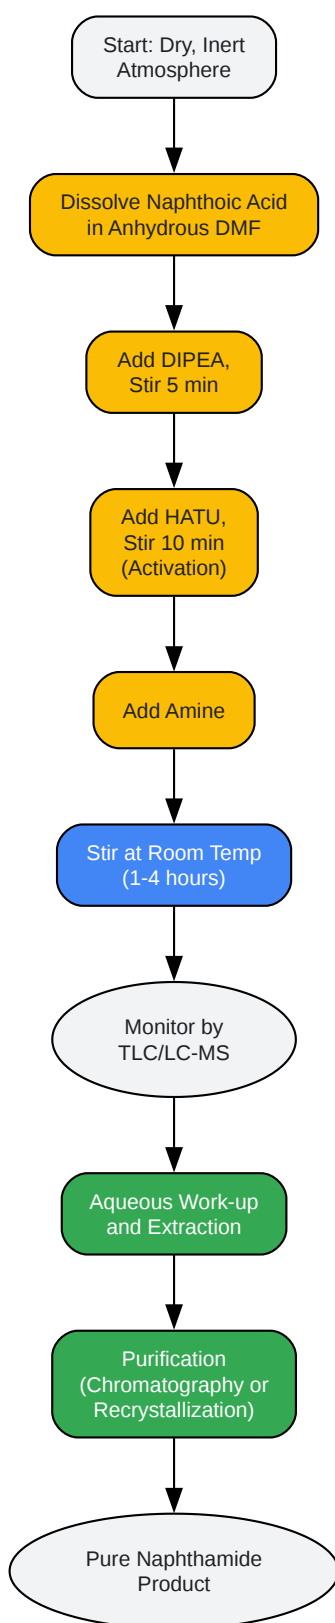 Start: Dry, Inert
Atmosphere
Dissolve Naphthoic Acid
in Anhydrous DMF
Add DIPEA,
Stir 5 min
Add HATU,
Stir 10 min
(Activation)
Add Amine
Stir at Room Temp
(1-4 hours)
Monitor by
TLC/LC-MS
Aqueous Work-up
and Extraction
Purification
(Chromatography or
Recrystallization)
Pure Naphthamide
Product